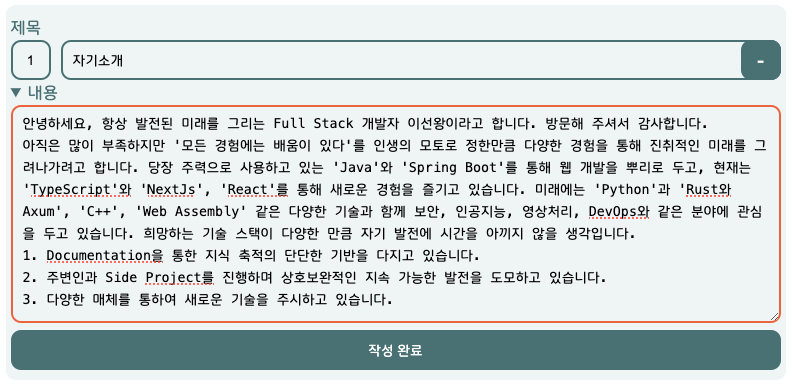 제목
1 자기소개 -
▼ 내용
안녕하세요, 항상 발전된 미래를 그리는 Full Stack 개발자 이선왕이라고 합니다. 방문해 주셔서 감사합니다.
아직은 많이 부족하지만 '모든 경험에는 배움이 있다'를 인생의 모토로 정한만큼 다양한 경험을 통해 진취적인 미래를 그
려나가려고 합니다. 당장 주력으로 사용하고 있는 'Java'와 'Spring Boot'를 통해 웹 개발을 뿌리로 두고, 현재는
'TypeScript'와 'NextJs', 'React'를 통해 새로운 경험을 즐기고 있습니다. 미래에는 'Python'과 'Rust와
Axum', 'C++', 'Web Assembly' 같은 다양한 기술과 함께 보안, 인공지능, 영상처리, DevOps와 같은 분야에 관심
을 두고 있습니다. 희망하는 기술 스택이 다양한 만큼 자기 발전에 시간을 아끼지 않을 생각입니다.
1. Documentation을 통한 지식 축적의 단단한 기반을 다지고 있습니다.
2. 주변인과 Side Project를 진행하며 상호보완적인 지속 가능한 발전을 도모하고 있습니다.
3. 다양한 매체를 통하여 새로운 기술을 주시하고 있습니다.
작성 완료